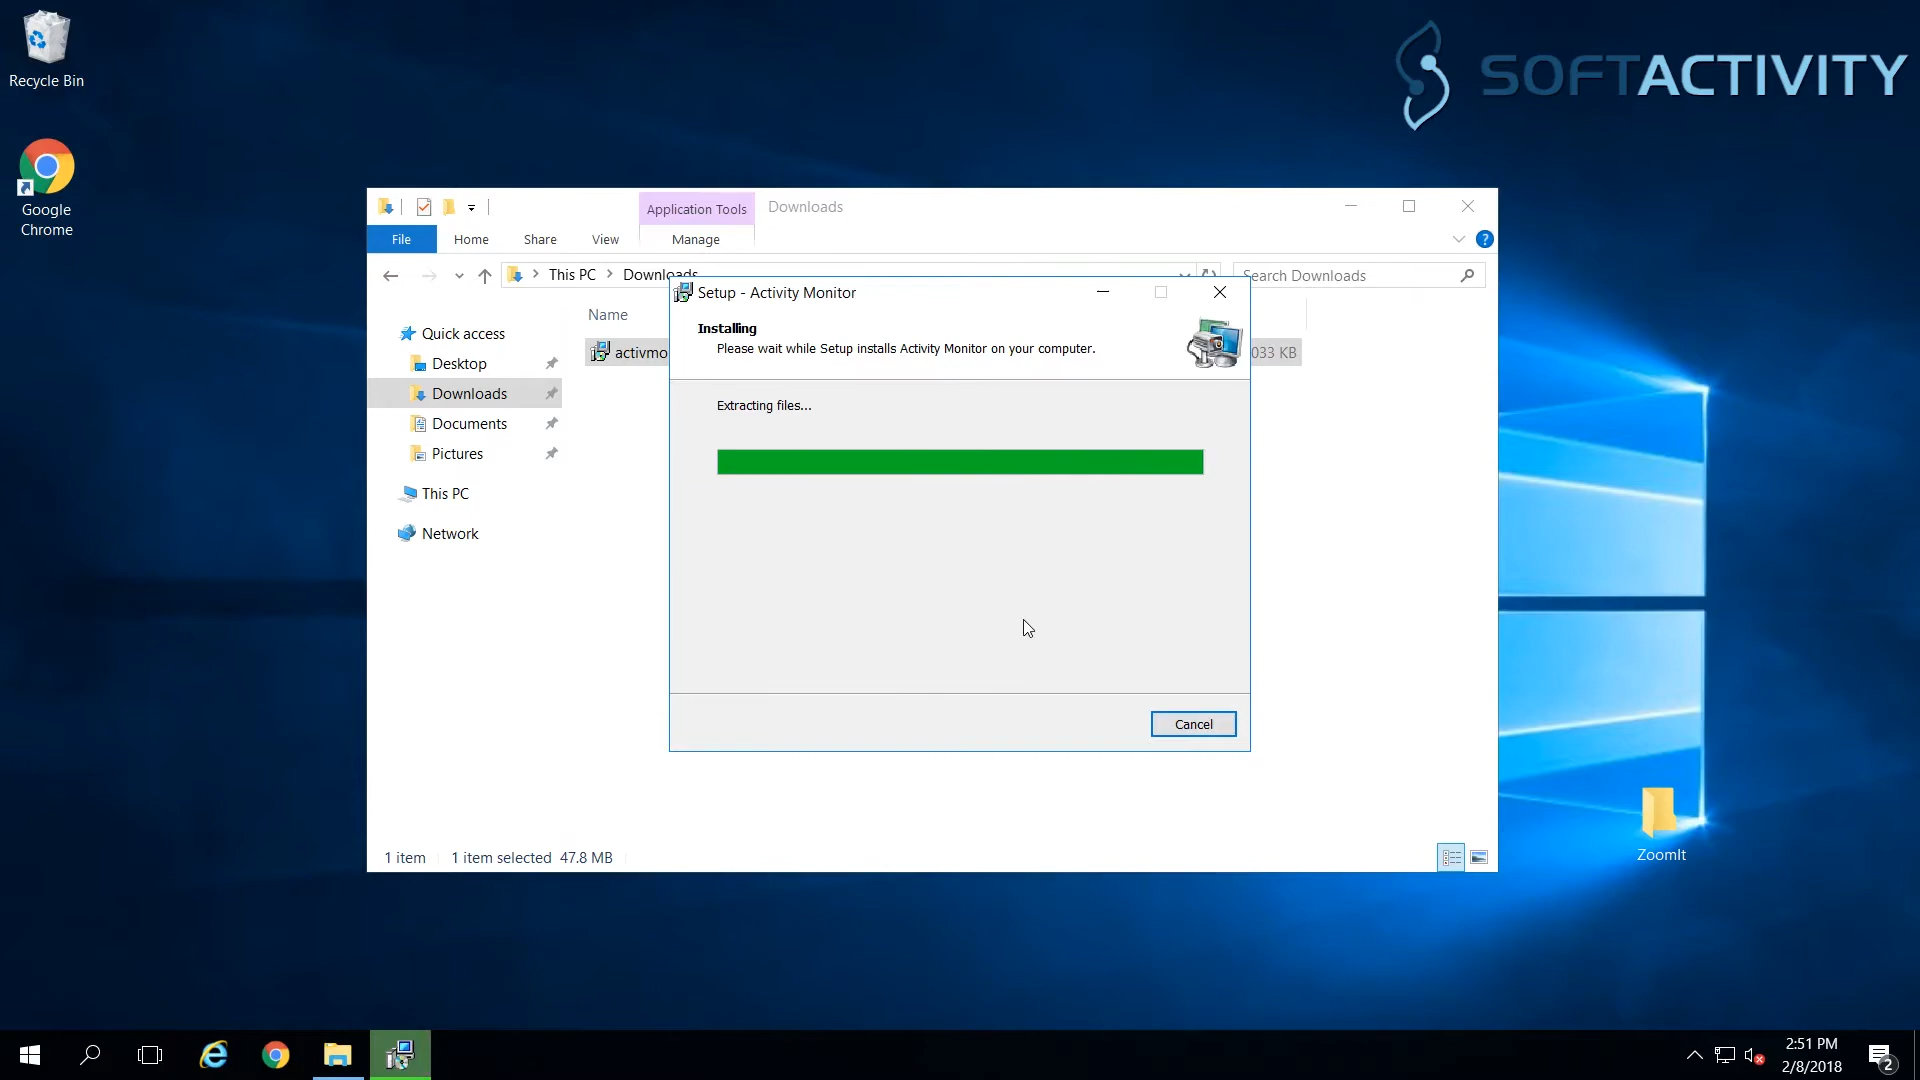 Recycle Bin
Google
Chrome
SOFTACTIVITY
Application Tools
Downloads
File
Home
Share
View
Manage
This PC
Downloads
Search Downloads
Name
Quick access
Desktop
Downloads
Documents
Pictures
This PC
Network
activmo
033 KB
Setup - Activity Monitor
Installing
Please wait while Setup installs Activity Monitor on your computer.
Extracting files...
Cancel
1 item
1 item selected 47.8 MB
ZoomIt
2:51 PM
2/8/2018
2